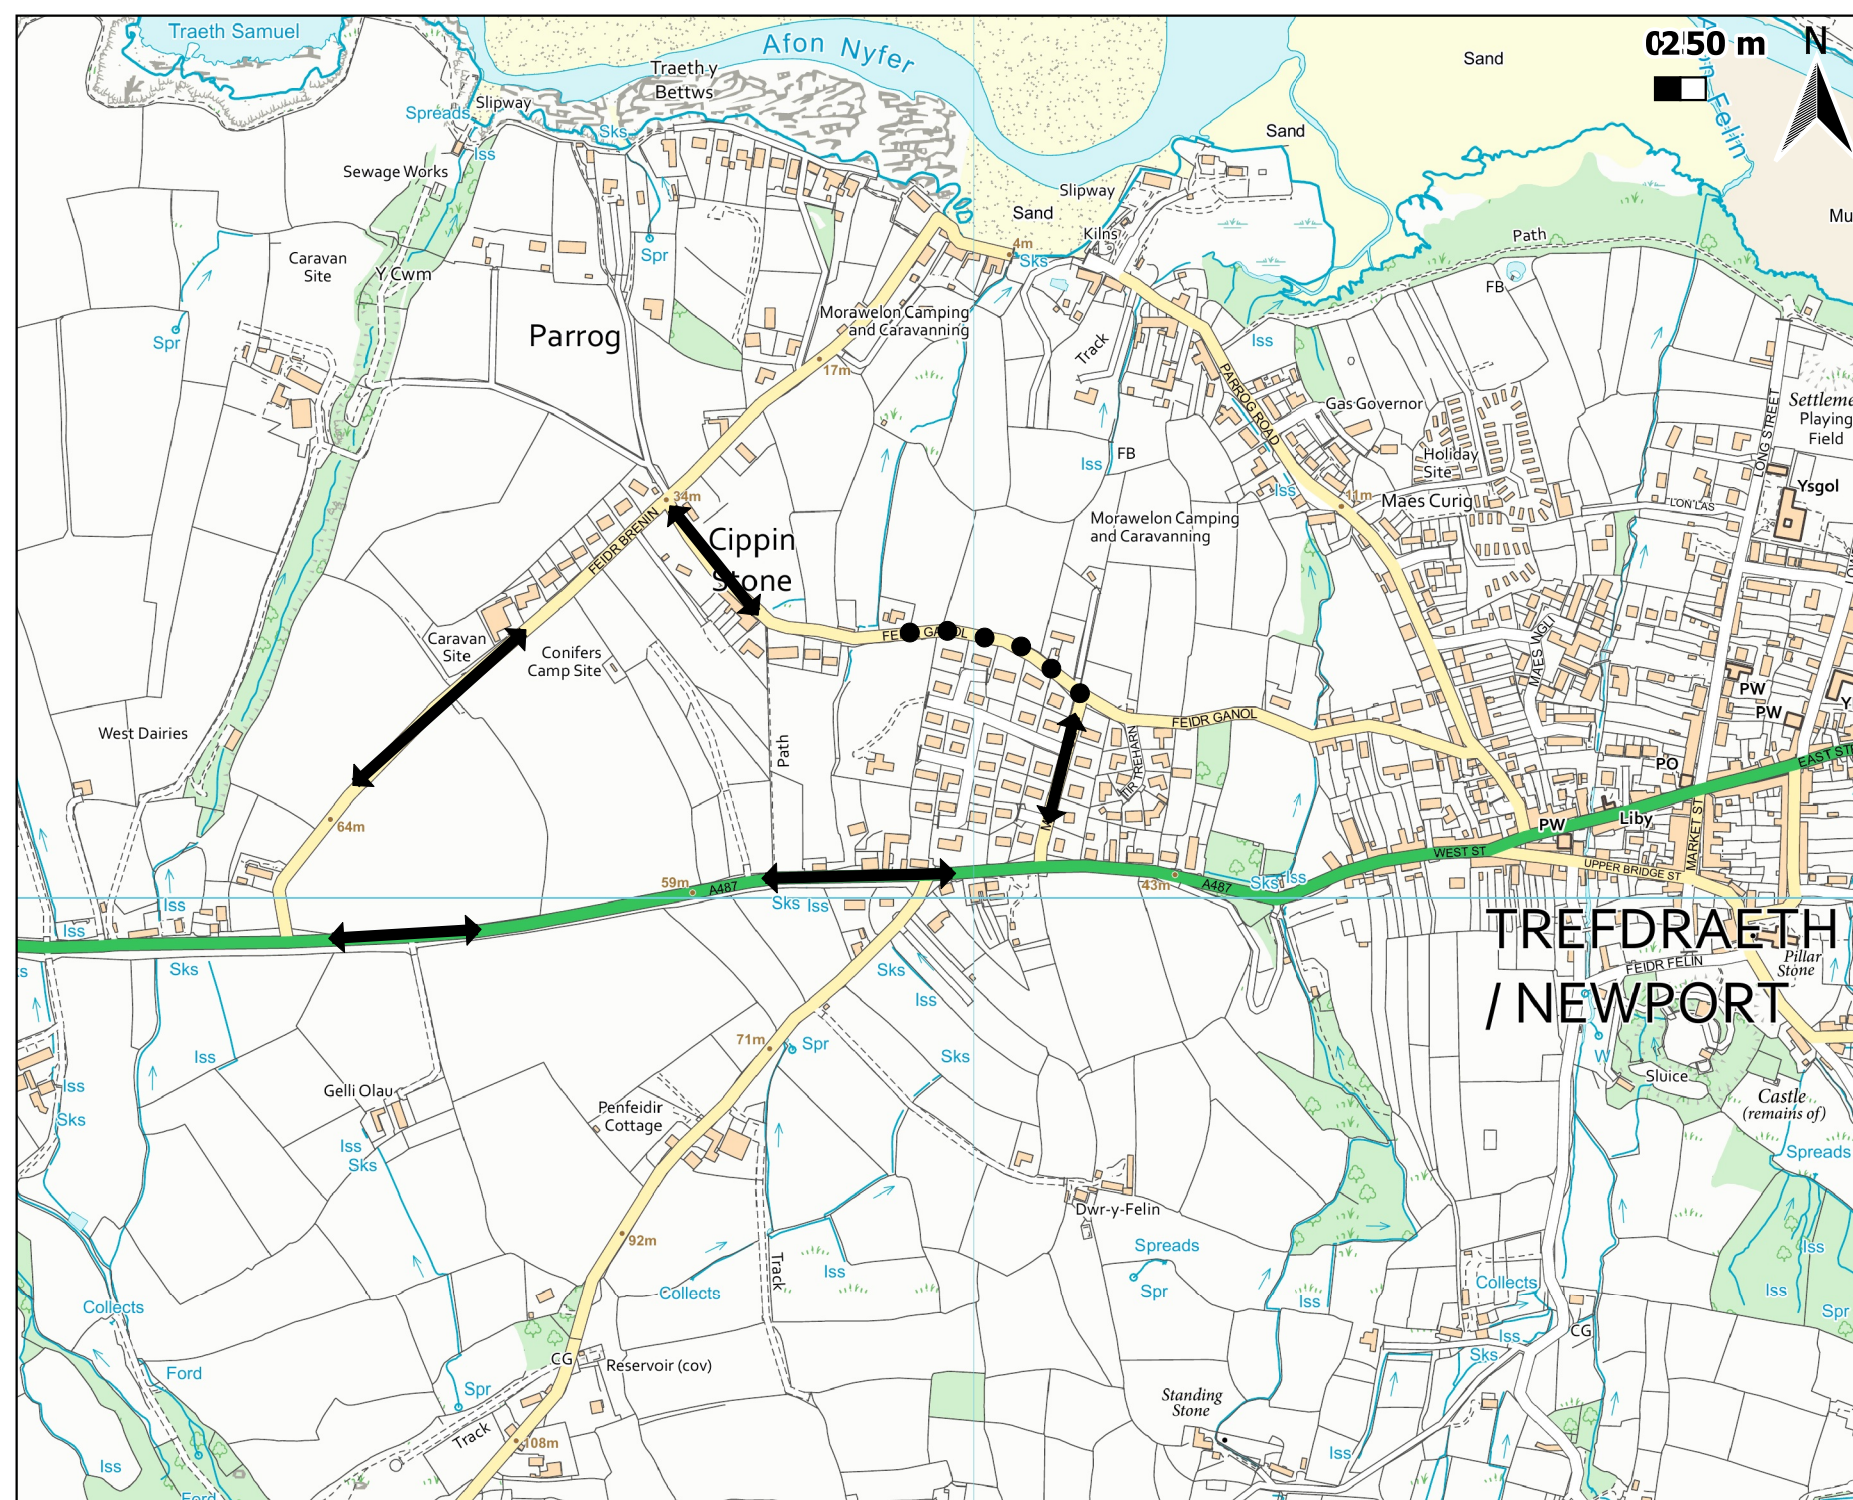 Traeth Samuel
Afon Nyfer
Sand
50 m
N
Traeth y
Bettws
Slipway
Spreads
Sks
Sand
Iss
Sewage Works
Slipway
Sand
Kilns
4m
Sks
Path
Spr
Caravan
Site
Y Cwm
FB
Morawelon Camping
and Caravanning
Parrog
Track
Iss
Spr
17m
PARROG ROAD
Gas Governor
LONG STREET
Playing
Field
Holiday
Site
FB
Iss
Iss
11m
Maes Curig
LON LAS
Ysgol
34m
FEIDR BRENIN
Cippin
Stone
Morawelon Camping
and Caravanning
Caravan
Site
Conifers
Camp Site
MAES INGLI
PW
PW
FEIDR GANOL
TIR TREHARN
West Dairies
Path
PO
64m
PW
Liby
MARKET ST
WEST ST
UPPER BRIDGE ST
59m
A487
43m
A487
Sks
Iss
Iss
Sks
Iss
Iss
TREFDRAETH
/ NEWPORT
FEIDR FELIN
Pillar
Stone
Sks
Sks
Iss
71m
Spr
Sks
Iss
W
Sluice
Castle
(remains of)
Iss
Sks
Gelli Olau
Penfeidir
Cottage
Iss
Sks
Spreads
Dwr-y-Felin
92m
Track
Iss
Spreads
Spr
Collects
Collects
Iss
Collects
Iss
Iss
Spr
CG
Iss
Sks
CG
Reservoir (cov)
Ford
Spr
Standing
Stone
Track
108m
Iss
Iss
Ford